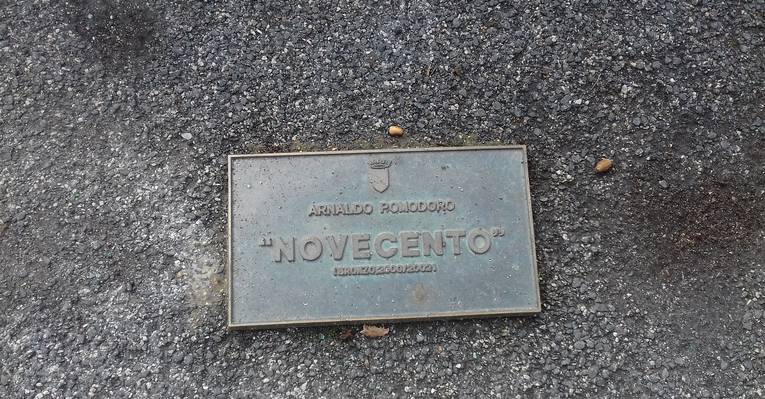 ARNALDO POMODORO
"NOVECENTO"
(BRONZO, 2000/2002)